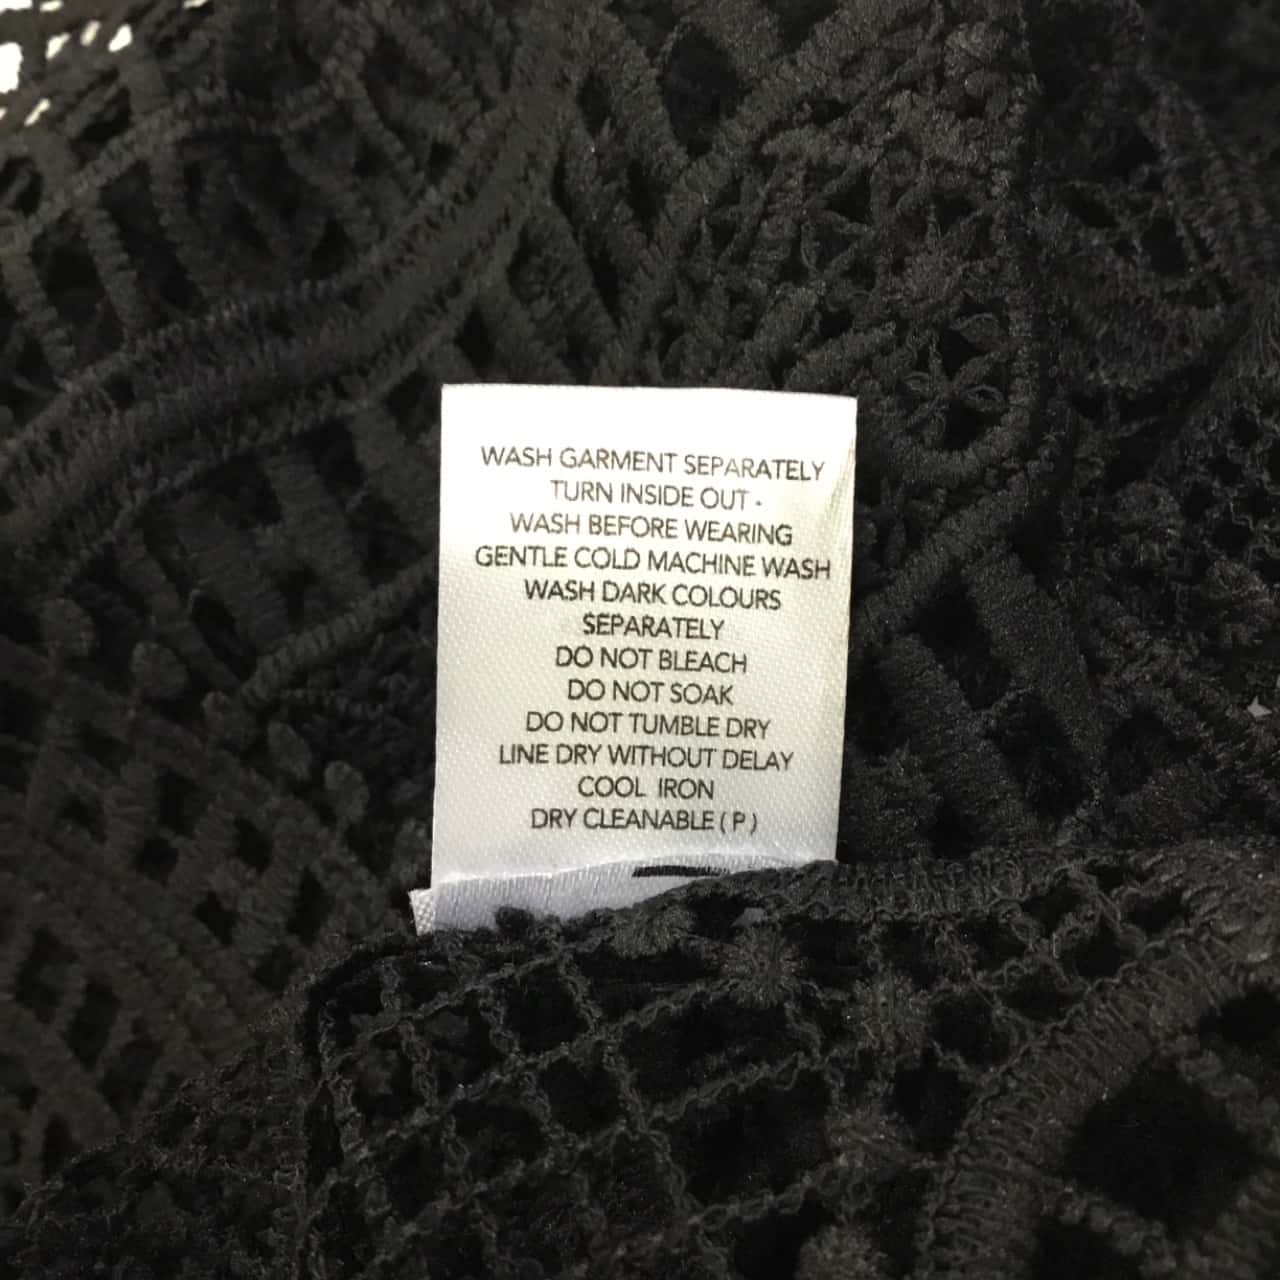 WASH GARMENT SEPARATELY
TURN INSIDE OUT -
WASH BEFORE WEARING
GENTLE COLD MACHINE WASH
WASH DARK COLOURS
SEPARATELY
DO NOT BLEACH
DO NOT SOAK
DO NOT TUMBLE DRY
LINE DRY WITHOUT DELAY
COOL IRON
DRY CLEANABLE ( P )